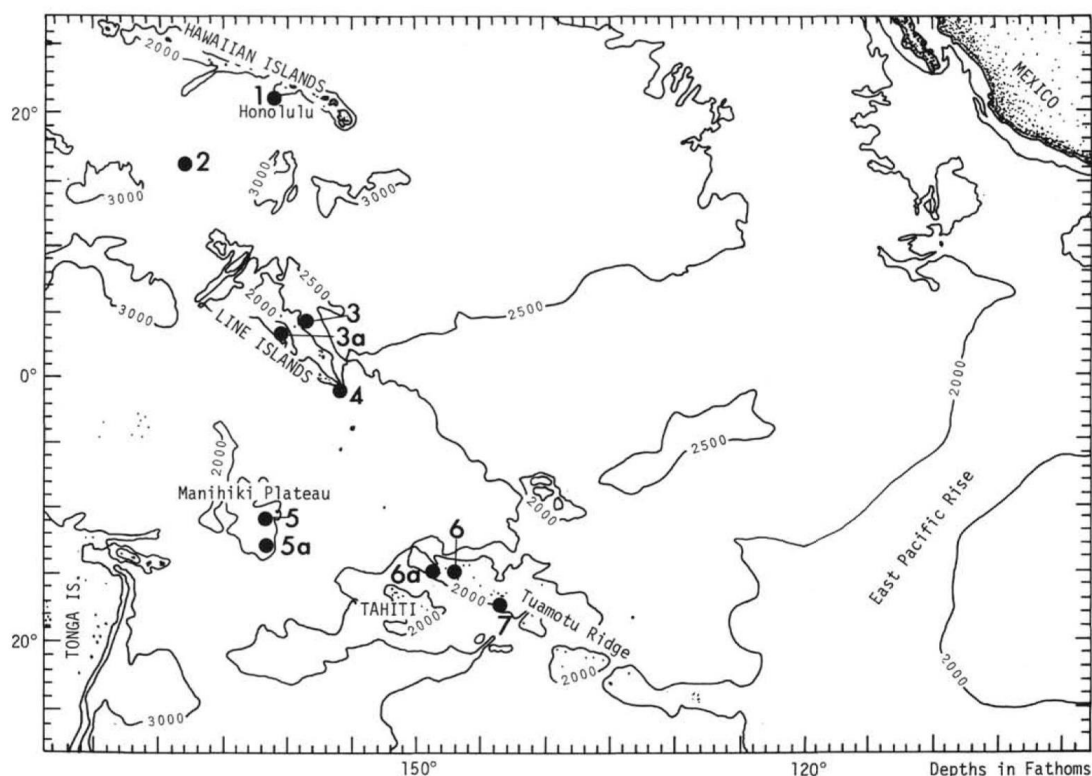 HAWAIIAN ISLANDS
2000
MEXICO
1
Honolulu
20°
2
3000
3000
3000
2500
2000
3
3a
2500
3000
LINE ISLANDS
0°
4
2000
2500
2000
Manihiki Plateau
5
5a
2000
East Pacific Rise
6
6a
2000
TAHITI
2000
7
Tuamotu Ridge
TONGA IS.
20°
2000
2000
3000
150°
120°
Depths in Fathoms